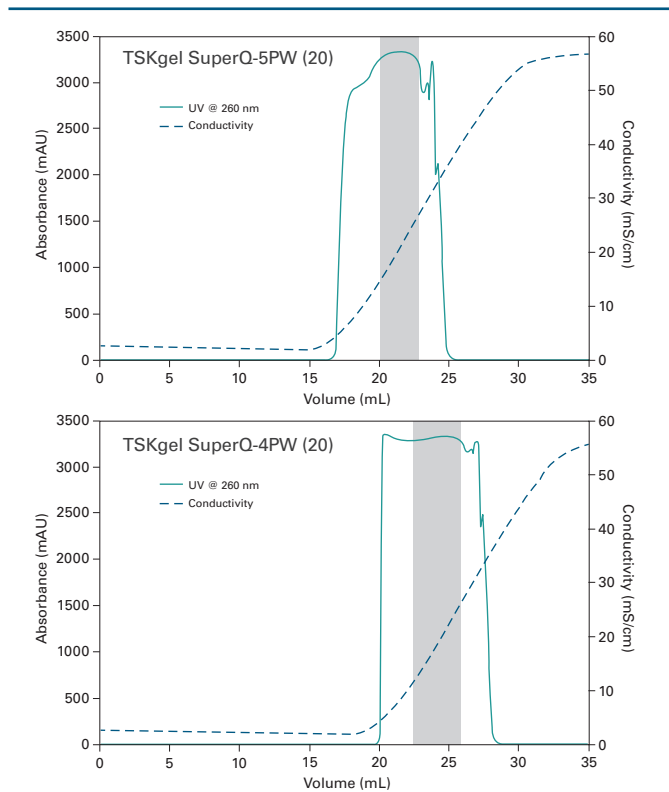 TSKgel SuperQ-5PW (20)
UV @ 260 nm
Conductivity
Absorbance (mAU)
3500
3000
2500
2000
1500
1000
500
0
Conductivity (mS/cm)
60
50
40
30
20
10
0
0 5 10 15 20 25 30 35
Volume (mL)
TSKgel SuperQ-4PW (20)
UV @ 260 nm
Conductivity
Absorbance (mAU)
3500
3000
2500
2000
1500
1000
500
0
Conductivity (mS/cm)
60
50
40
30
20
10
0
0 5 10 15 20 25 30 35
Volume (mL)